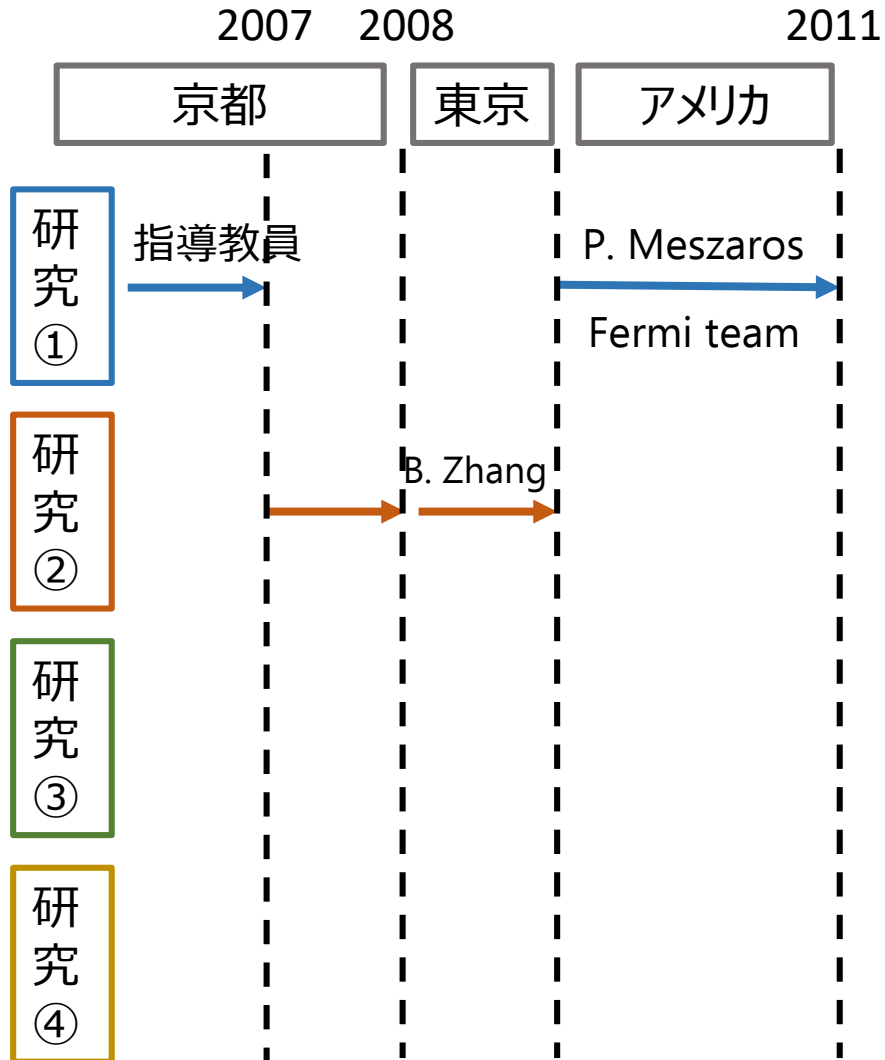 2007 2008 2011
京都 東京 アメリカ
研
究
①
指導教員
P. Meszaros
Fermi team
研
究
②
B. Zhang
研
究
③
研
究
④